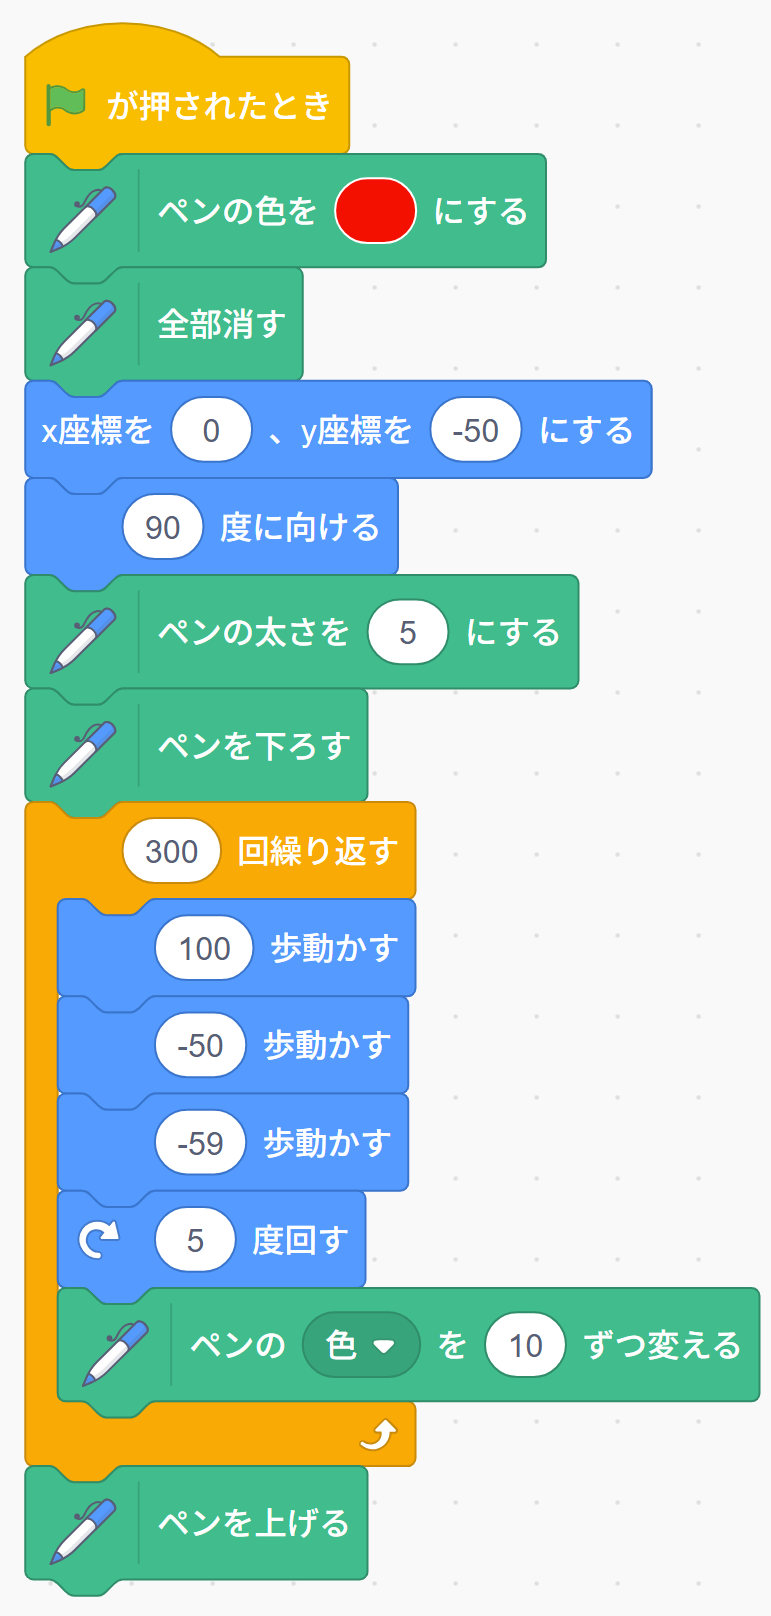 が押されたとき
ペンの色を にする
全部消す
x座標を 0 、y座標を -50 にする
90 度に向ける
ペンの太さを 5 にする
ペンを下ろす
300 回繰り返す
100 歩動かす
-50 歩動かす
-59 歩動かす
5 度回す
ペンの 色 を 10 ずつ変える
ペンを上げる